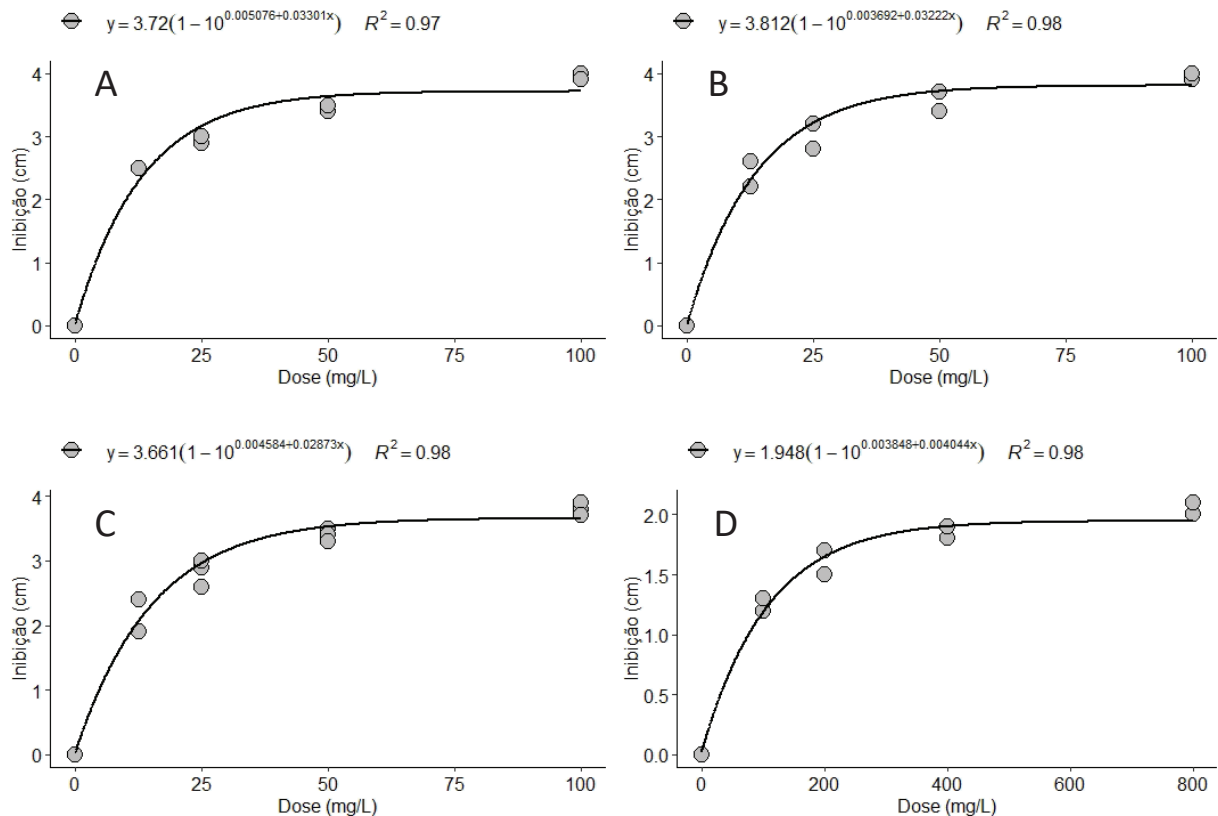 y = 3.72(1 − 10^{0.005076+0.03301x}) R² = 0.97
A
Inibição (cm)
4
3
2
1
0
0 25 50 75 100
Dose (mg/L)
y = 3.812(1 − 10^{0.003692+0.03222x}) R² = 0.98
B
Inibição (cm)
4
3
2
1
0
0 25 50 75 100
Dose (mg/L)
y = 3.661(1 − 10^{0.004584+0.02873x}) R² = 0.98
C
Inibição (cm)
4
3
2
1
0
0 25 50 75 100
Dose (mg/L)
y = 1.948(1 − 10^{0.003848+0.004044x}) R² = 0.98
D
Inibição (cm)
2.0
1.5
1.0
0.5
0.0
0 200 400 600 800
Dose (mg/L)